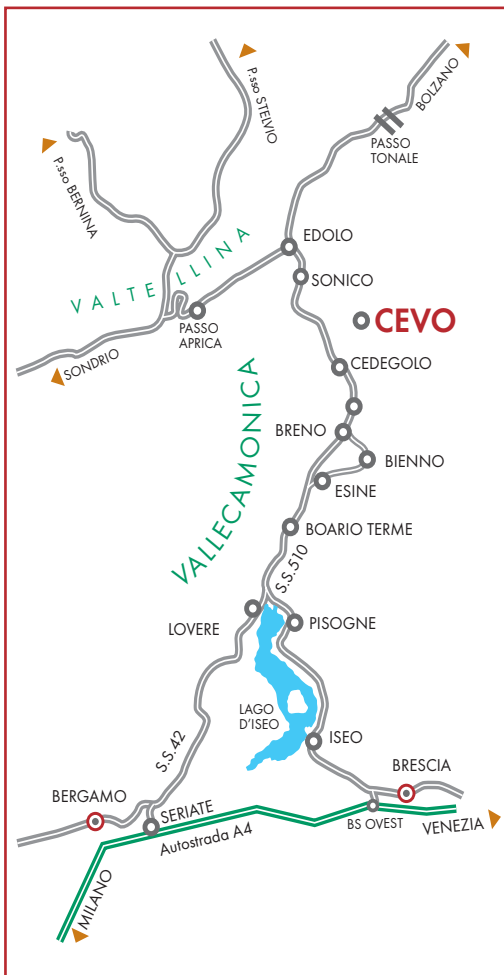 P.sso STELVIO
BOLZANO
P.sso BERNINA
PASSO
TONALE
EDOLO
VALTELLINA
SONICO
PASSO
APRICA
CEVO
SONDRIO
CEDEGOLO
VALLECAMONICA
BRENO
BIENNO
ESINE
BOARIO TERME
S.S.510
LOVERE
PISOGNE
LAGO
D'ISEO
ISEO
S.S.42
BRESCIA
BERGAMO
SERIATE
BS OVEST
VENEZIA
Autostrada A4
MILANO